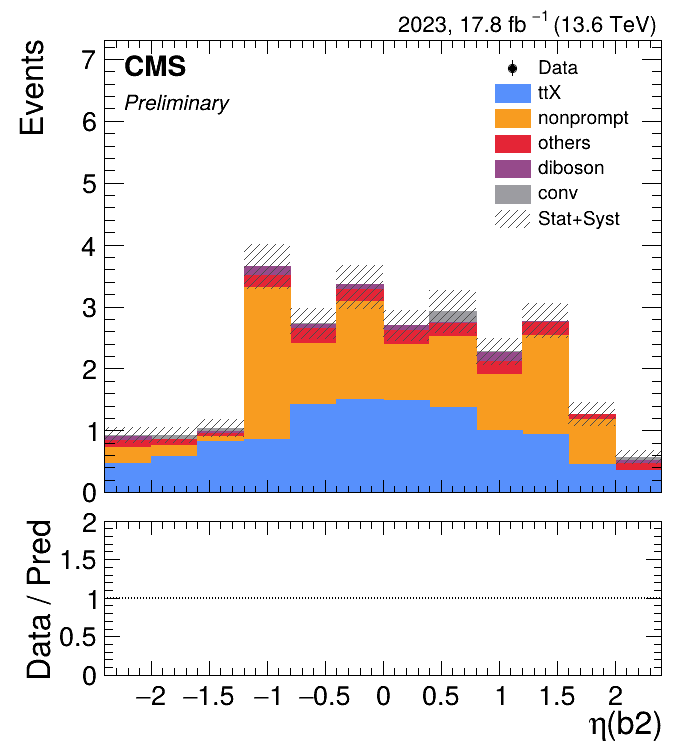 2023, 17.8 fb⁻¹ (13.6 TeV)
CMS
Preliminary
Events
7
6
5
4
3
2
1
0
Data
ttX
nonprompt
others
diboson
conv
Stat+Syst
Data / Pred
2
1.5
1
0.5
0
−2 −1.5 −1 −0.5 0 0.5 1 1.5 2
η(b2)